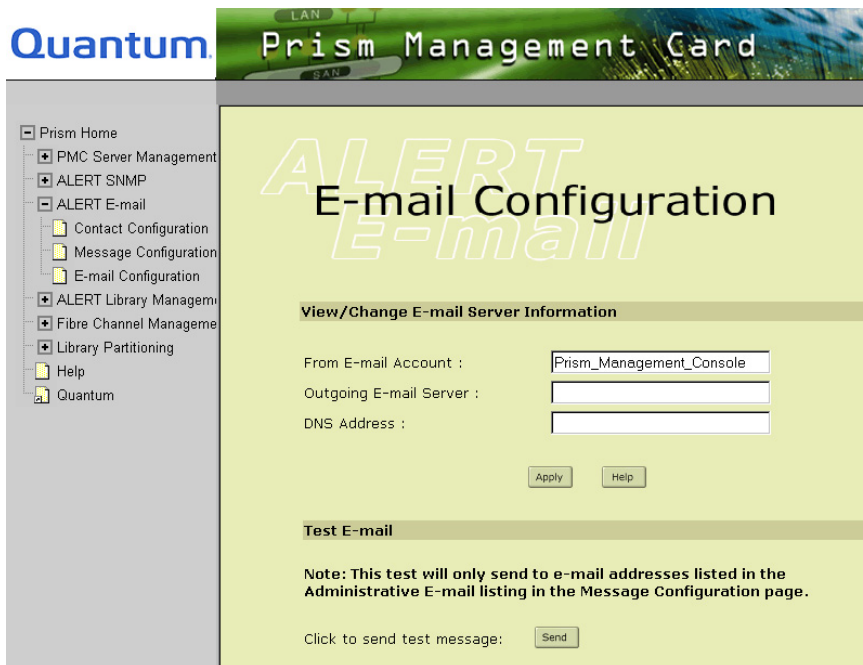 Quantum.
LAN
Prism Management Card
SAN
Prism Home
PMC Server Management
ALERT SNMP
ALERT E-mail
Contact Configuration
Message Configuration
E-mail Configuration
ALERT Library Managem
Fibre Channel Manageme
Library Partitioning
Help
Quantum
ALERT
E-mail
E-mail Configuration
View/Change E-mail Server Information
From E-mail Account : Prism_Management_Console
Outgoing E-mail Server :
DNS Address :
Apply Help
Test E-mail
Note: This test will only send to e-mail addresses listed in the
Administrative E-mail listing in the Message Configuration page.
Click to send test message: Send